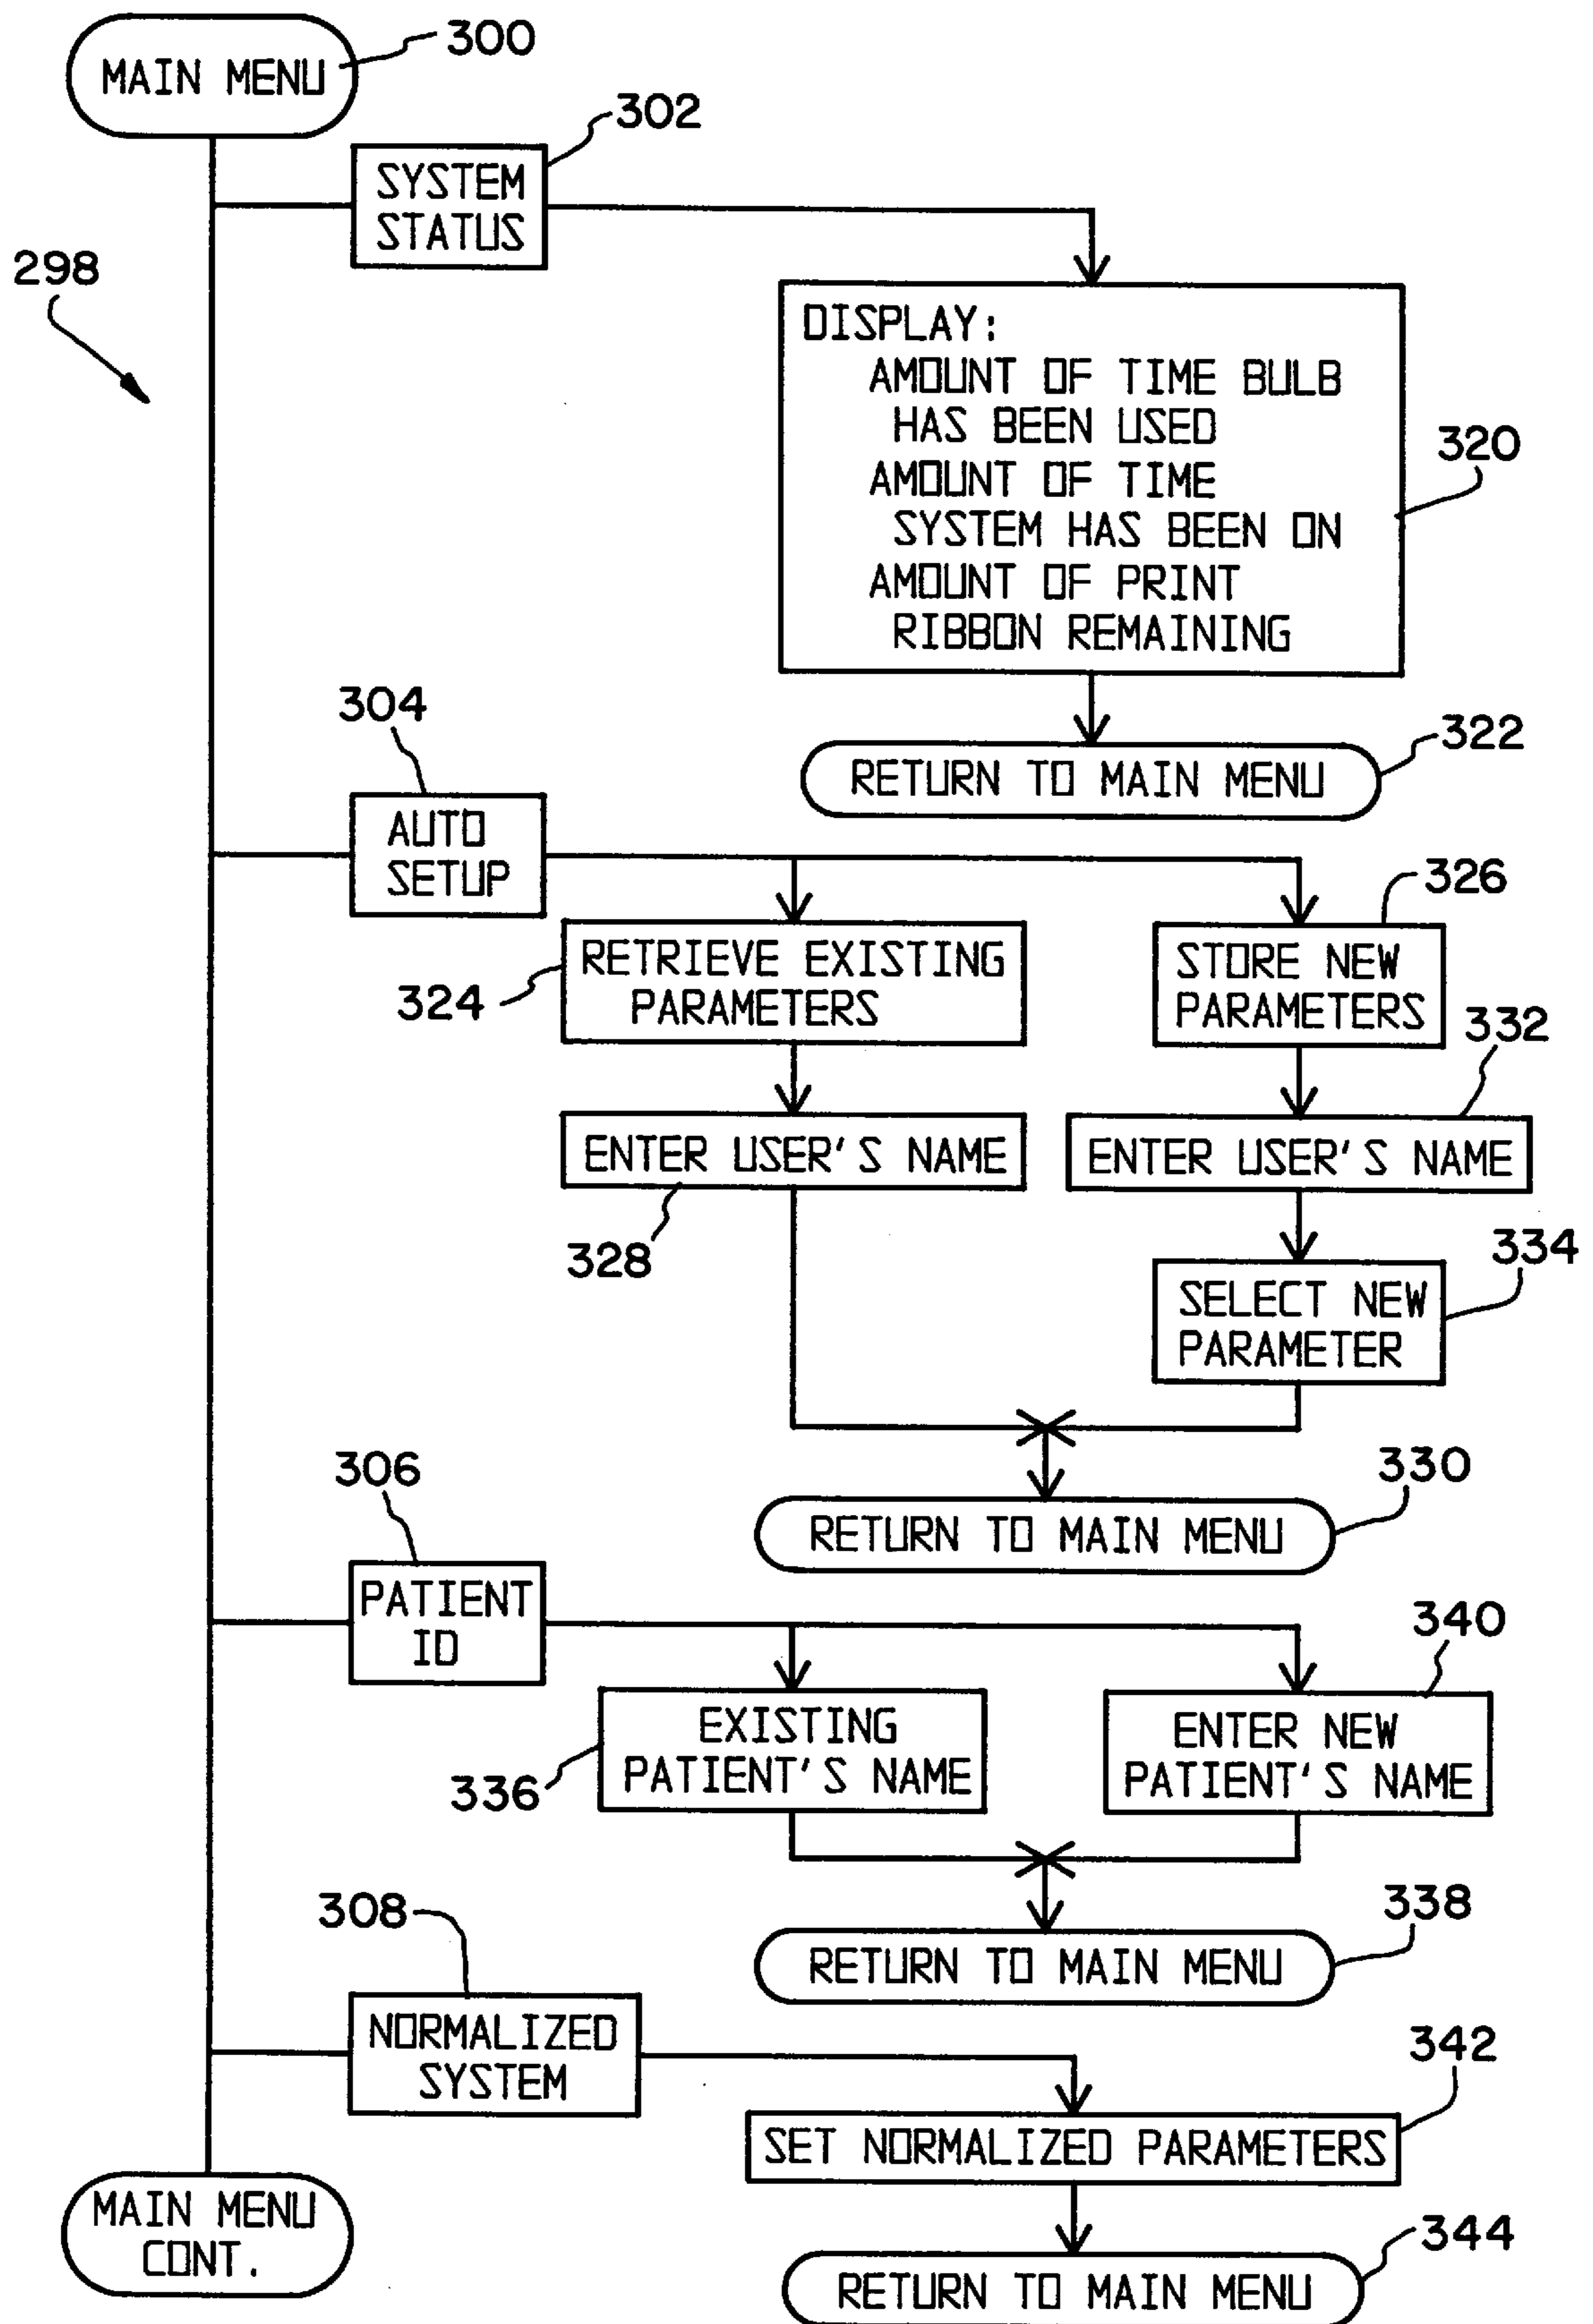 MAIN MENU
300
SYSTEM
STATUS
302
298
DISPLAY:
AMOUNT OF TIME BULB
HAS BEEN USED
AMOUNT OF TIME
SYSTEM HAS BEEN ON
AMOUNT OF PRINT
RIBBON REMAINING
320
RETURN TO MAIN MENU
322
304
AUTO
SETUP
RETRIEVE EXISTING
PARAMETERS
324
326
STORE NEW
PARAMETERS
ENTER USER'S NAME
328
332
ENTER USER'S NAME
334
SELECT NEW
PARAMETER
330
RETURN TO MAIN MENU
306
PATIENT
ID
EXISTING
PATIENT'S NAME
336
340
ENTER NEW
PATIENT'S NAME
338
RETURN TO MAIN MENU
308
NORMALIZED
SYSTEM
342
SET NORMALIZED PARAMETERS
344
RETURN TO MAIN MENU
MAIN MENU
CONT.